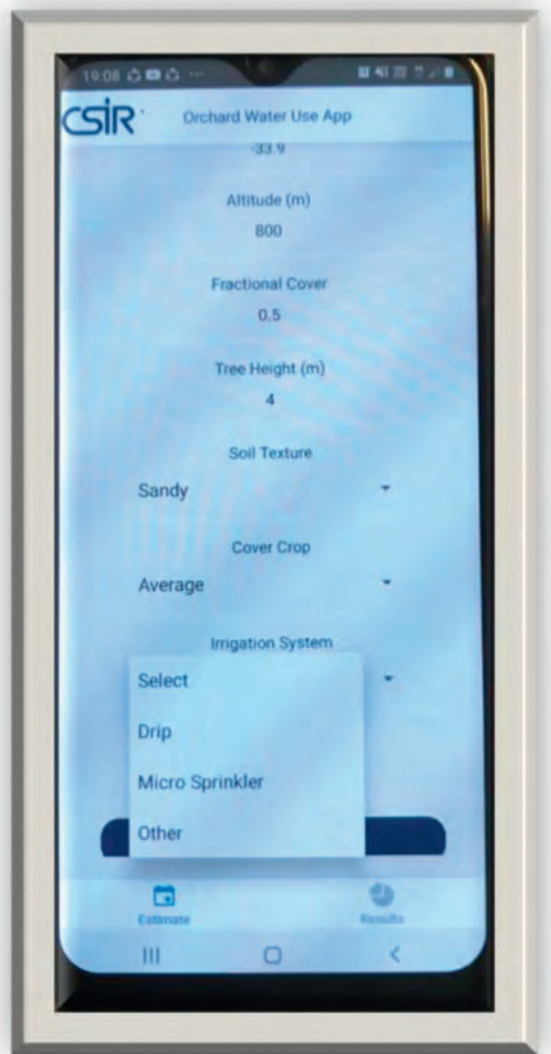 19:08
CSIR
Orchard Water Use App
-33.9
Altitude (m)
800
Fractional Cover
0.5
Tree Height (m)
4
Soil Texture
Sandy
Cover Crop
Average
Irrigation System
Select
Drip
Micro Sprinkler
Other
Estimate
Results